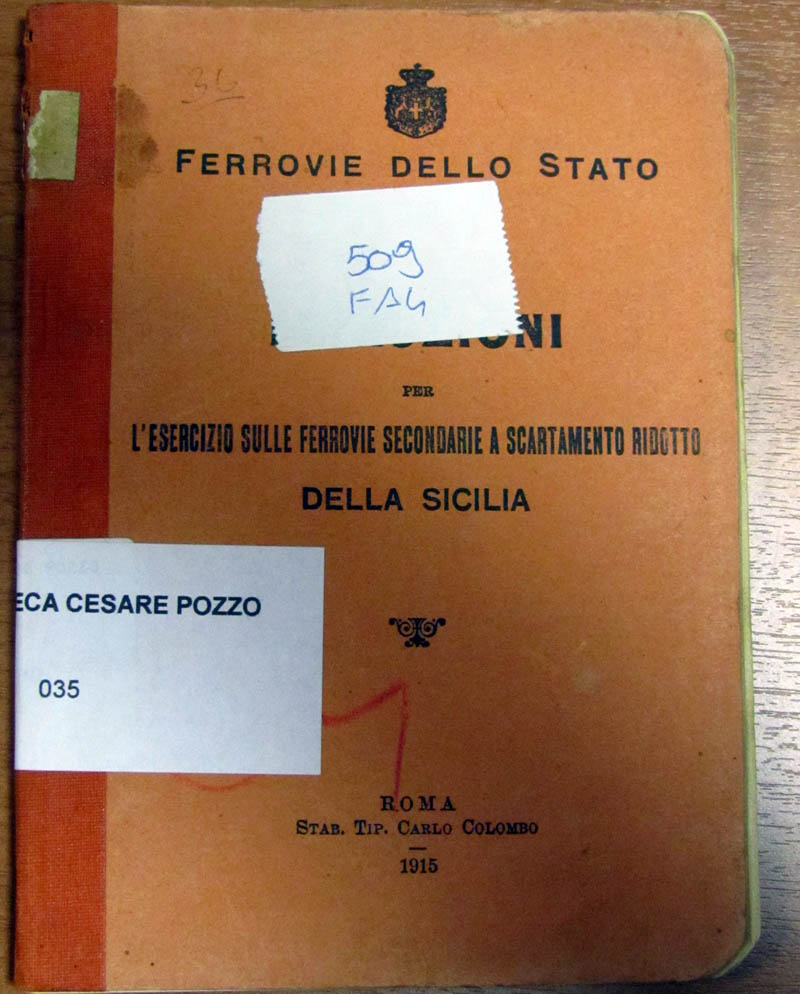 36
FERROVIE DELLO STATO
509
FA4
PER
L'ESERCIZIO SULLE FERROVIE SECONDARIE A SCARTAMENTO RIDOTTO
DELLA SICILIA
ECA CESARE POZZO
035
ROMA
STAB. TIP. CARLO COLOMBO
1915